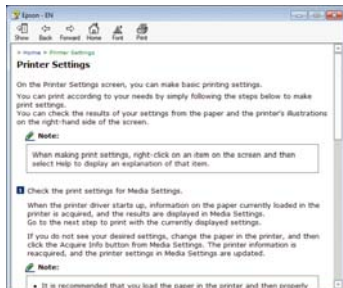 Epson - EN
Show Back Forward Home Font Print
> Home > Printer Settings
Printer Settings
On the Printer Settings screen, you can make basic printing settings.
You can print according to your needs by simply following the steps below to make
print settings.
You can check the results of your settings from the paper and the printer's illustrations
on the right-hand side of the screen.
Note:
When making print settings, right-click on an item on the screen and then
select Help to display an explanation of that item.
1 Check the print settings for Media Settings.
When the printer driver starts up, information on the paper currently loaded in the
printer is acquired, and the results are displayed in Media Settings.
Go to the next step to print with the currently displayed settings.
If you do not see your desired settings, change the paper in the printer, and then
click the Acquire Info button from Media Settings. The printer information is
reacquired, and the printer settings in Media Settings are updated.
Note:
• It is recommended that you load the paper in the printer and then properly